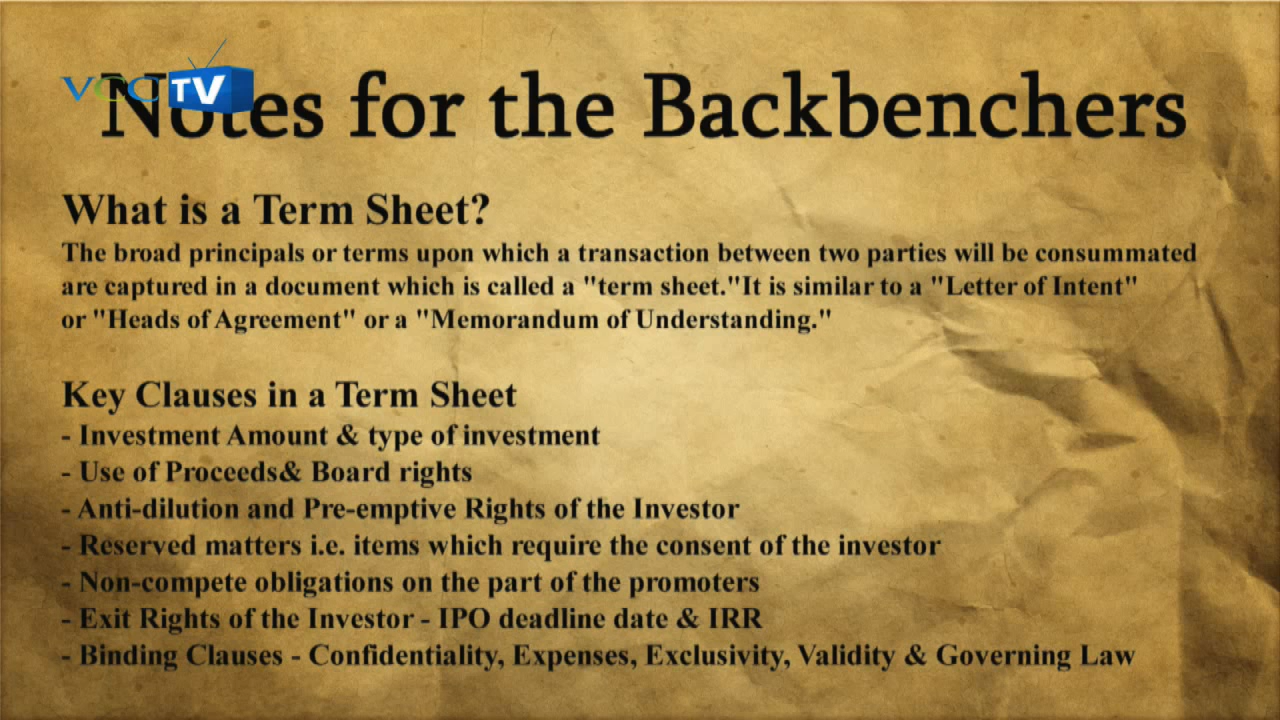 VCC TV
Notes for the Backbenchers
What is a Term Sheet?
The broad principals or terms upon which a transaction between two parties will be consummated
are captured in a document which is called a "term sheet."It is similar to a "Letter of Intent"
or "Heads of Agreement" or a "Memorandum of Understanding."
Key Clauses in a Term Sheet
- Investment Amount & type of investment
- Use of Proceeds& Board rights
- Anti-dilution and Pre-emptive Rights of the Investor
- Reserved matters i.e. items which require the consent of the investor
- Non-compete obligations on the part of the promoters
- Exit Rights of the Investor - IPO deadline date & IRR
- Binding Clauses - Confidentiality, Expenses, Exclusivity, Validity & Governing Law